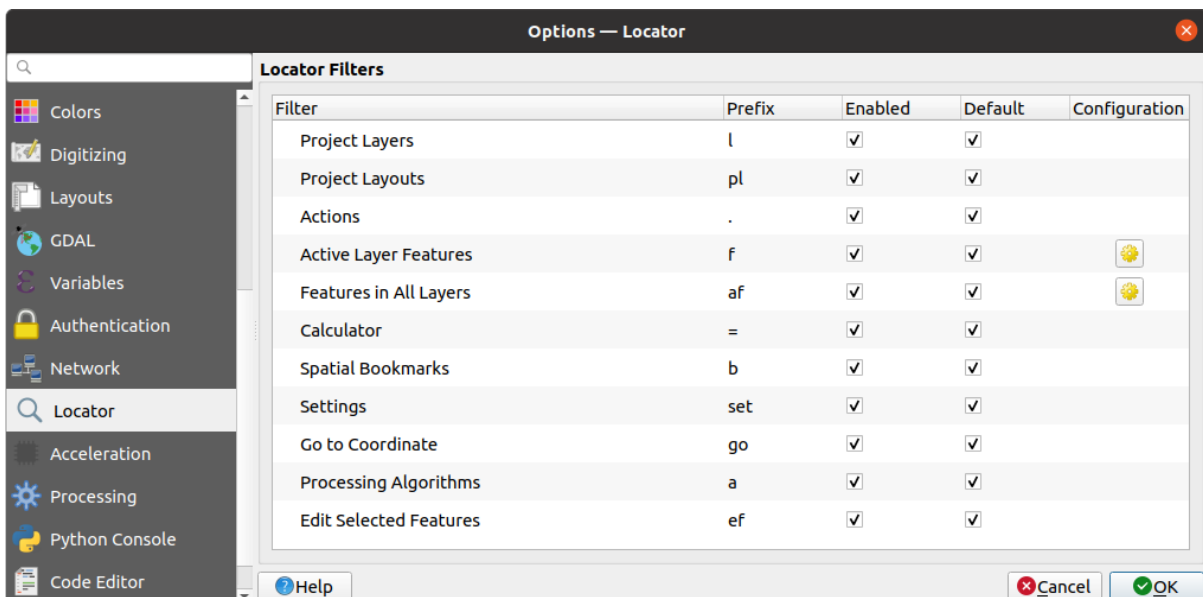 Options — Locator
Locator Filters
Colors
Digitizing
Layouts
GDAL
Variables
Authentication
Network
Locator
Acceleration
Processing
Python Console
Code Editor
Filter Prefix Enabled Default Configuration
Project Layers l
Project Layouts pl
Actions .
Active Layer Features f
Features in All Layers af
Calculator =
Spatial Bookmarks b
Settings set
Go to Coordinate go
Processing Algorithms a
Edit Selected Features ef
Help Cancel OK